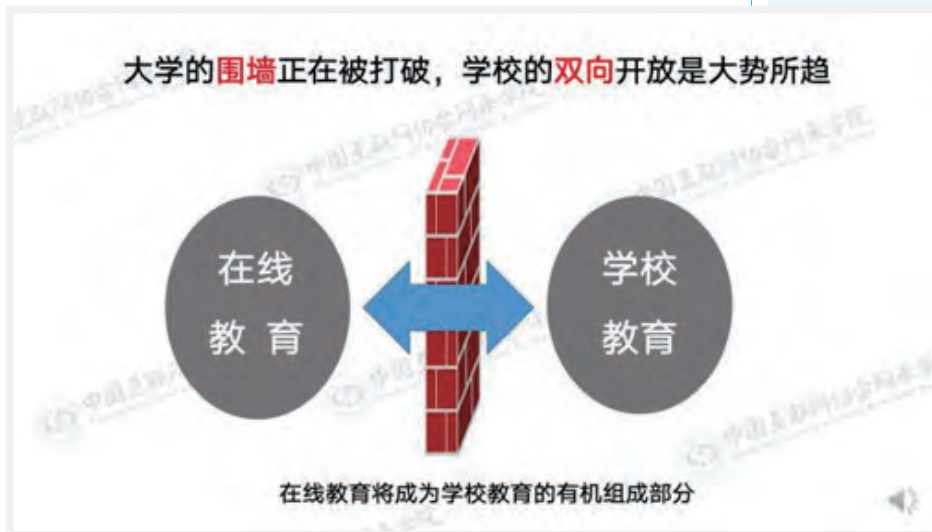 大学的围墙正在被打破，学校的双向开放是大势所趋
在线
教 育
学校
教育
在线教育将成为学校教育的有机组成部分